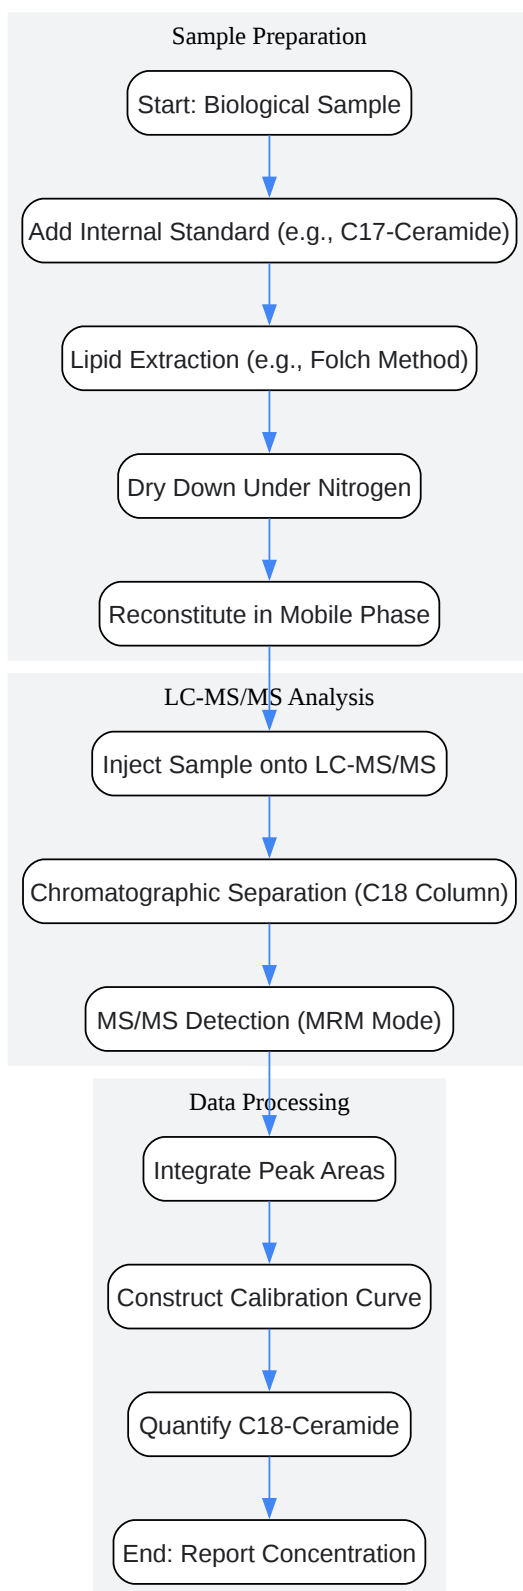 Sample Preparation
Start: Biological Sample
Add Internal Standard (e.g., C17-Ceramide)
Lipid Extraction (e.g., Folch Method)
Dry Down Under Nitrogen
Reconstitute in Mobile Phase
LC-MS/MS Analysis
Inject Sample onto LC-MS/MS
Chromatographic Separation (C18 Column)
MS/MS Detection (MRM Mode)
Data Processing
Integrate Peak Areas
Construct Calibration Curve
Quantify C18-Ceramide
End: Report Concentration